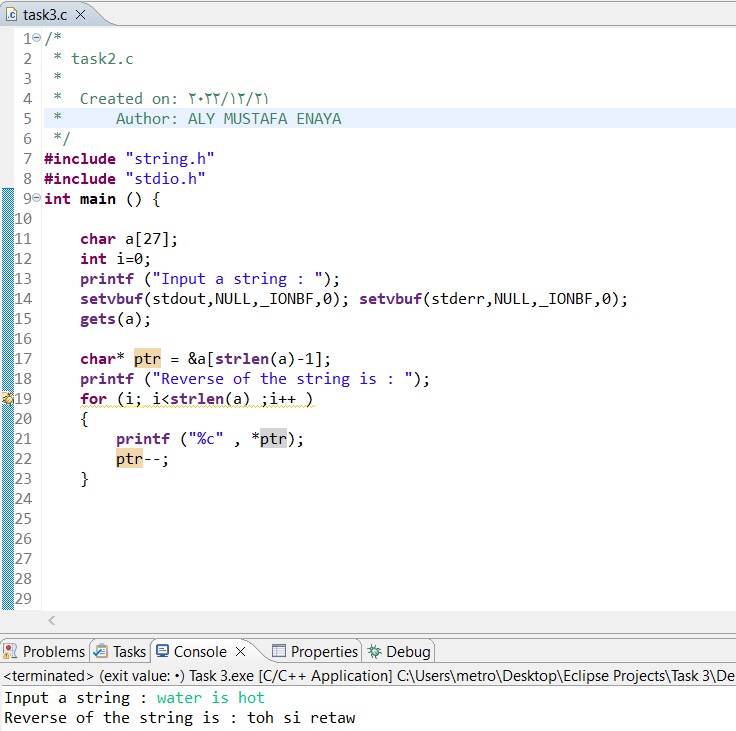 task3.c
1 /*
2 * task2.c
3 *
4 * Created on: ٢٠٢٢/١٢/٢١
5 * Author: ALY MUSTAFA ENAYA
6 */
7 #include "string.h"
8 #include "stdio.h"
9 int main () {
10
11 char a[27];
12 int i=0;
13 printf ("Input a string : ");
14 setvbuf(stdout,NULL,_IONBF,0); setvbuf(stderr,NULL,_IONBF,0);
15 gets(a);
16
17 char* ptr = &a[strlen(a)-1];
18 printf ("Reverse of the string is : ");
19 for (i; i<strlen(a) ;i++ )
20 {
21 printf ("%c" , *ptr);
22 ptr--;
23 }
24
25
26
27
28
29
Problems Tasks Console Properties Debug
<terminated> (exit value: ٠) Task 3.exe [C/C++ Application] C:\Users\metro\Desktop\Eclipse Projects\Task 3\De
Input a string : water is hot
Reverse of the string is : toh si retaw